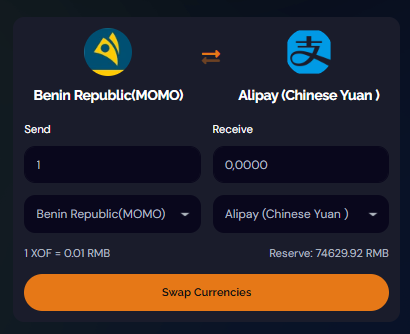 Benin Republic(MOMO)
Alipay (Chinese Yuan )
Send
Receive
1
0,0000
Benin Republic(MOMO)
Alipay (Chinese Yuan )
1 XOF = 0.01 RMB
Reserve: 74629.92 RMB
Swap Currencies